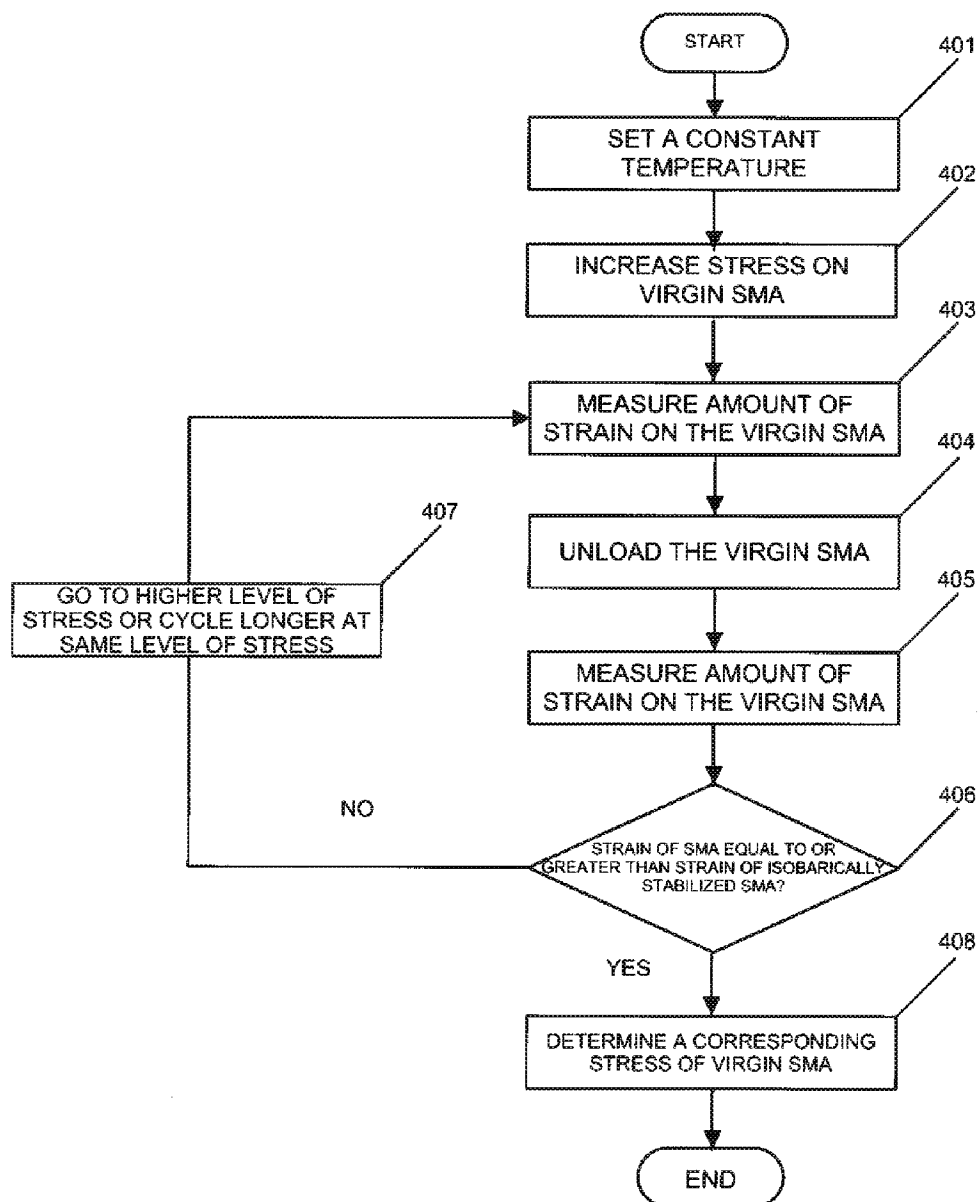 START
401
SET A CONSTANT
TEMPERATURE
402
INCREASE STRESS ON
VIRGIN SMA
403
MEASURE AMOUNT OF
STRAIN ON THE VIRGIN SMA
404
UNLOAD THE VIRGIN SMA
405
MEASURE AMOUNT OF
STRAIN ON THE VIRGIN SMA
406
STRAIN OF SMA EQUAL TO OR
GREATER THAN STRAIN OF ISOBARICALLY
STABILIZED SMA?
NO
407
GO TO HIGHER LEVEL OF
STRESS OR CYCLE LONGER AT
SAME LEVEL OF STRESS
YES
408
DETERMINE A CORRESPONDING
STRESS OF VIRGIN SMA
END